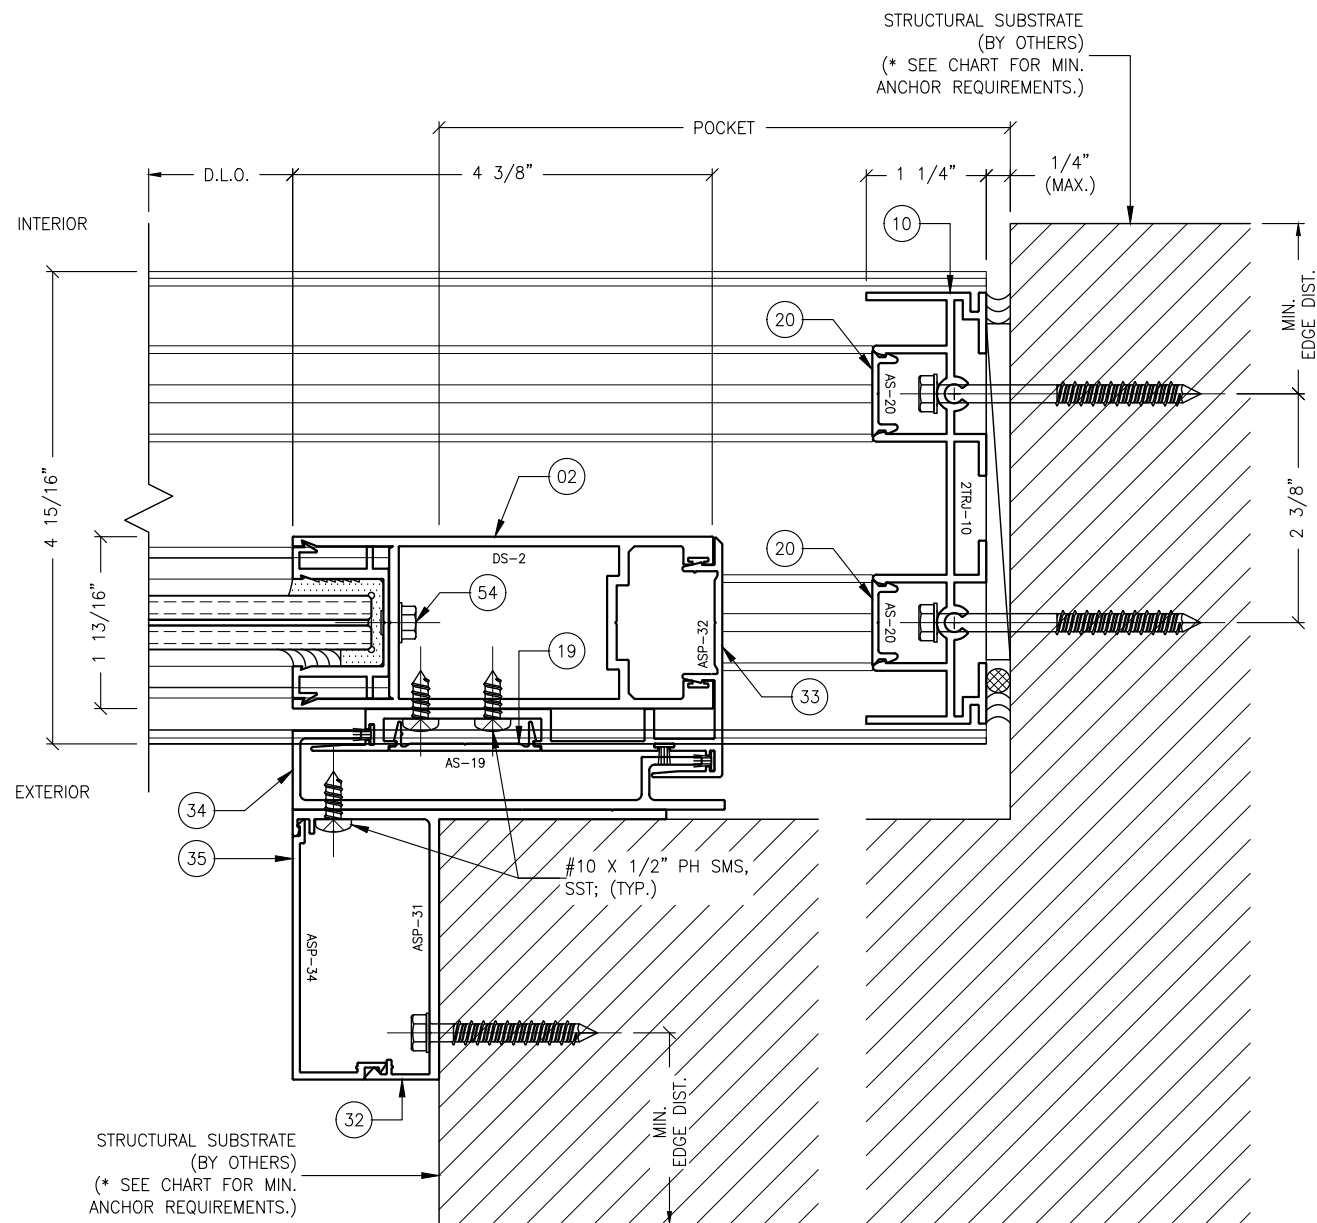 STRUCTURAL SUBSTRATE
(BY OTHERS)
(* SEE CHART FOR MIN.
ANCHOR REQUIREMENTS.)
POCKET
D.L.O.
4 3/8"
1 1/4"
1/4"
(MAX.)
INTERIOR
10
MIN.
EDGE DIST.
20
AS-20
4 15/16"
02
2TRJ-10
2 3/8"
DS-2
20
54
1 13/16"
AS-20
ASP-32
19
33
AS-19
EXTERIOR
34
35
#10 X 1/2" PH SMS,
SST; (TYP.)
ASP-31
ASP-34
32
MIN.
EDGE DIST.
STRUCTURAL SUBSTRATE
(BY OTHERS)
(* SEE CHART FOR MIN.
ANCHOR REQUIREMENTS.)